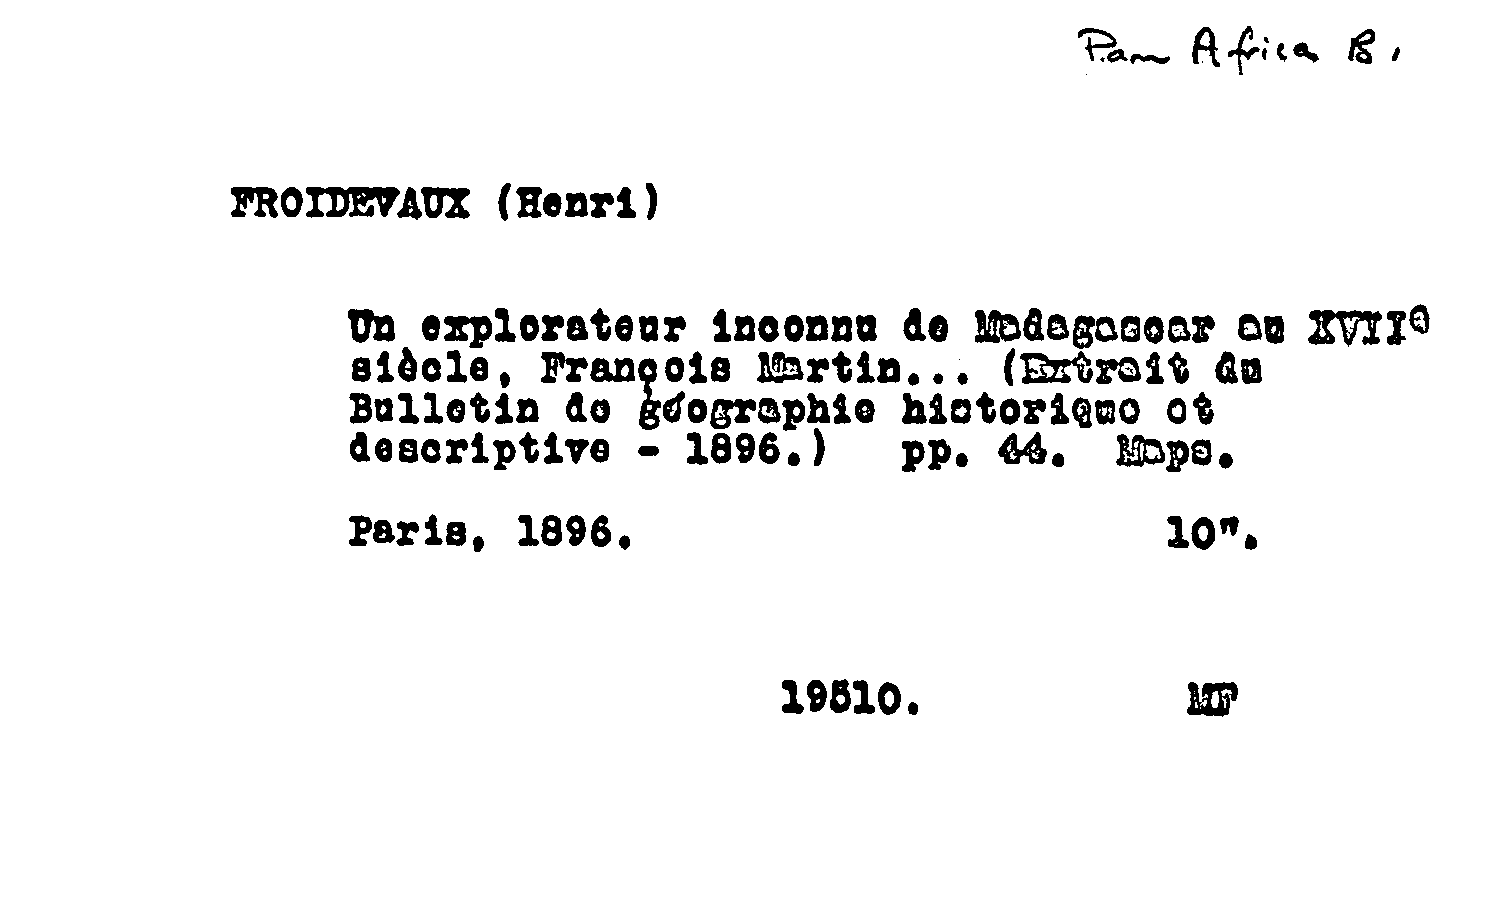 Pam Africa B.
FROIDEVAUX (Henri)
Un explorateur inconnu de Madagascar au XVIIe
siècle, François Martin... (Extrait du
Bulletin de géographie historique et
descriptive - 1896.) pp. 44. Maps.
Paris, 1896. 10".
19510. MF